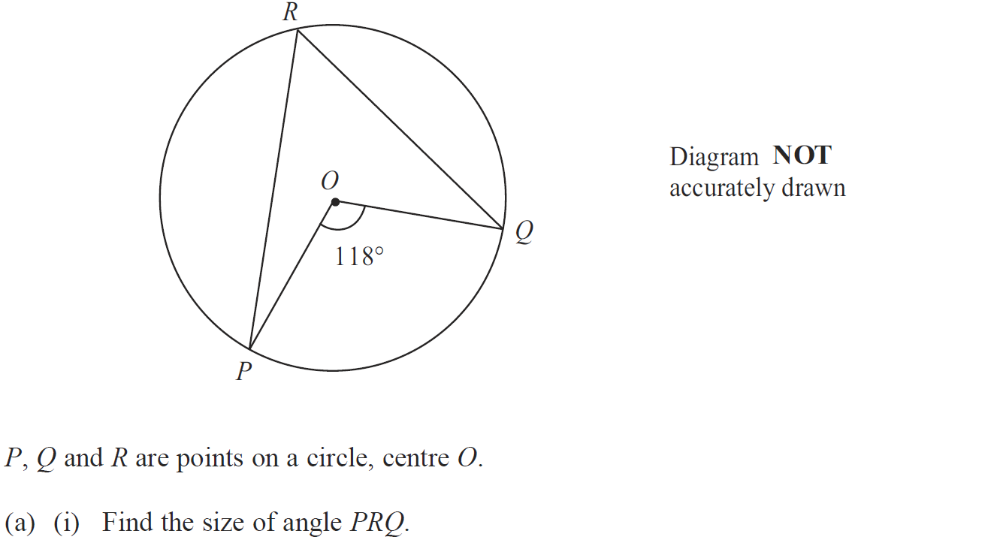 R
Diagram NOT
accurately drawn
O
Q
118°
P
P, Q and R are points on a circle, centre O.
(a) (i) Find the size of angle PRQ.